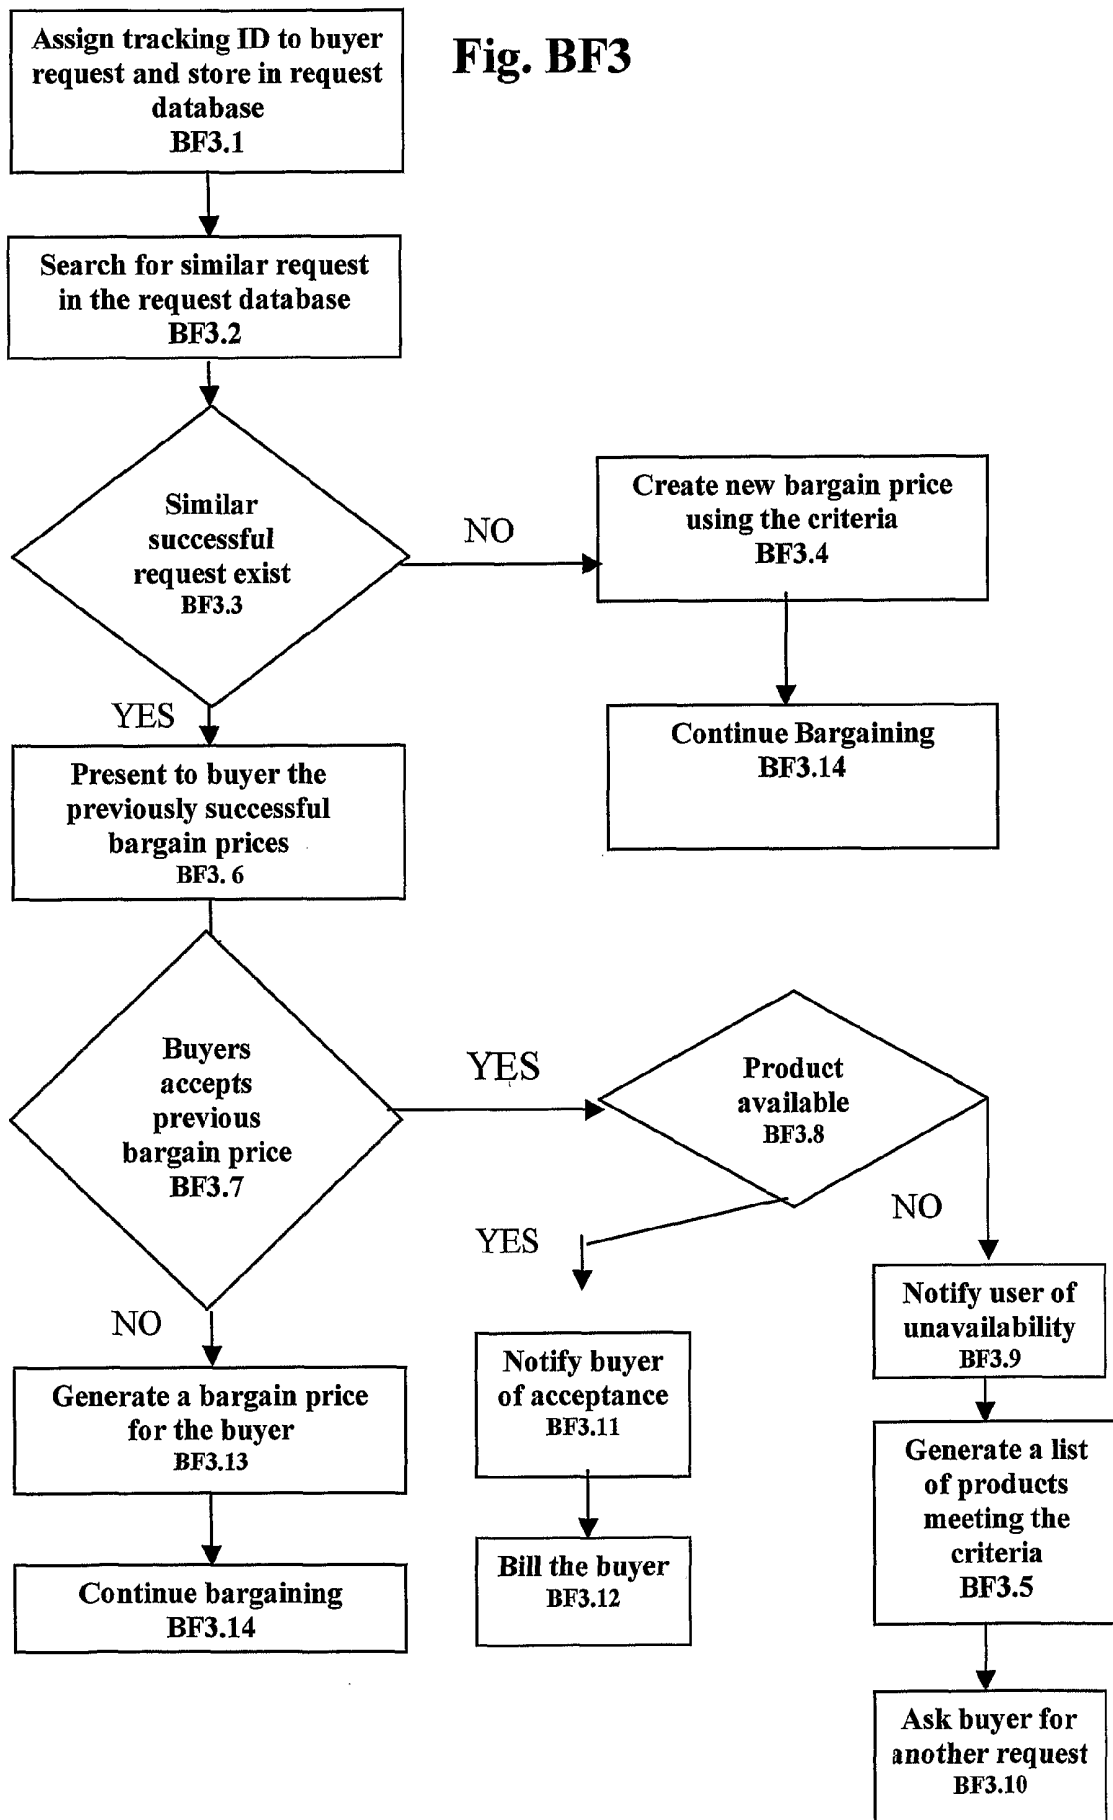 Fig. BF3
Assign tracking ID to buyer
request and store in request
database
BF3.1
Search for similar request
in the request database
BF3.2
Similar
successful
request exist
BF3.3
NO
Create new bargain price
using the criteria
BF3.4
Continue Bargaining
BF3.14
YES
Present to buyer the
previously successful
bargain prices
BF3. 6
Buyers
accepts
previous
bargain price
BF3.7
YES
Product
available
BF3.8
NO
YES
Notify user of
unavailability
BF3.9
NO
Notify buyer
of acceptance
BF3.11
Generate a bargain price
for the buyer
BF3.13
Generate a list
of products
meeting the
criteria
BF3.5
Bill the buyer
BF3.12
Continue bargaining
BF3.14
Ask buyer for
another request
BF3.10